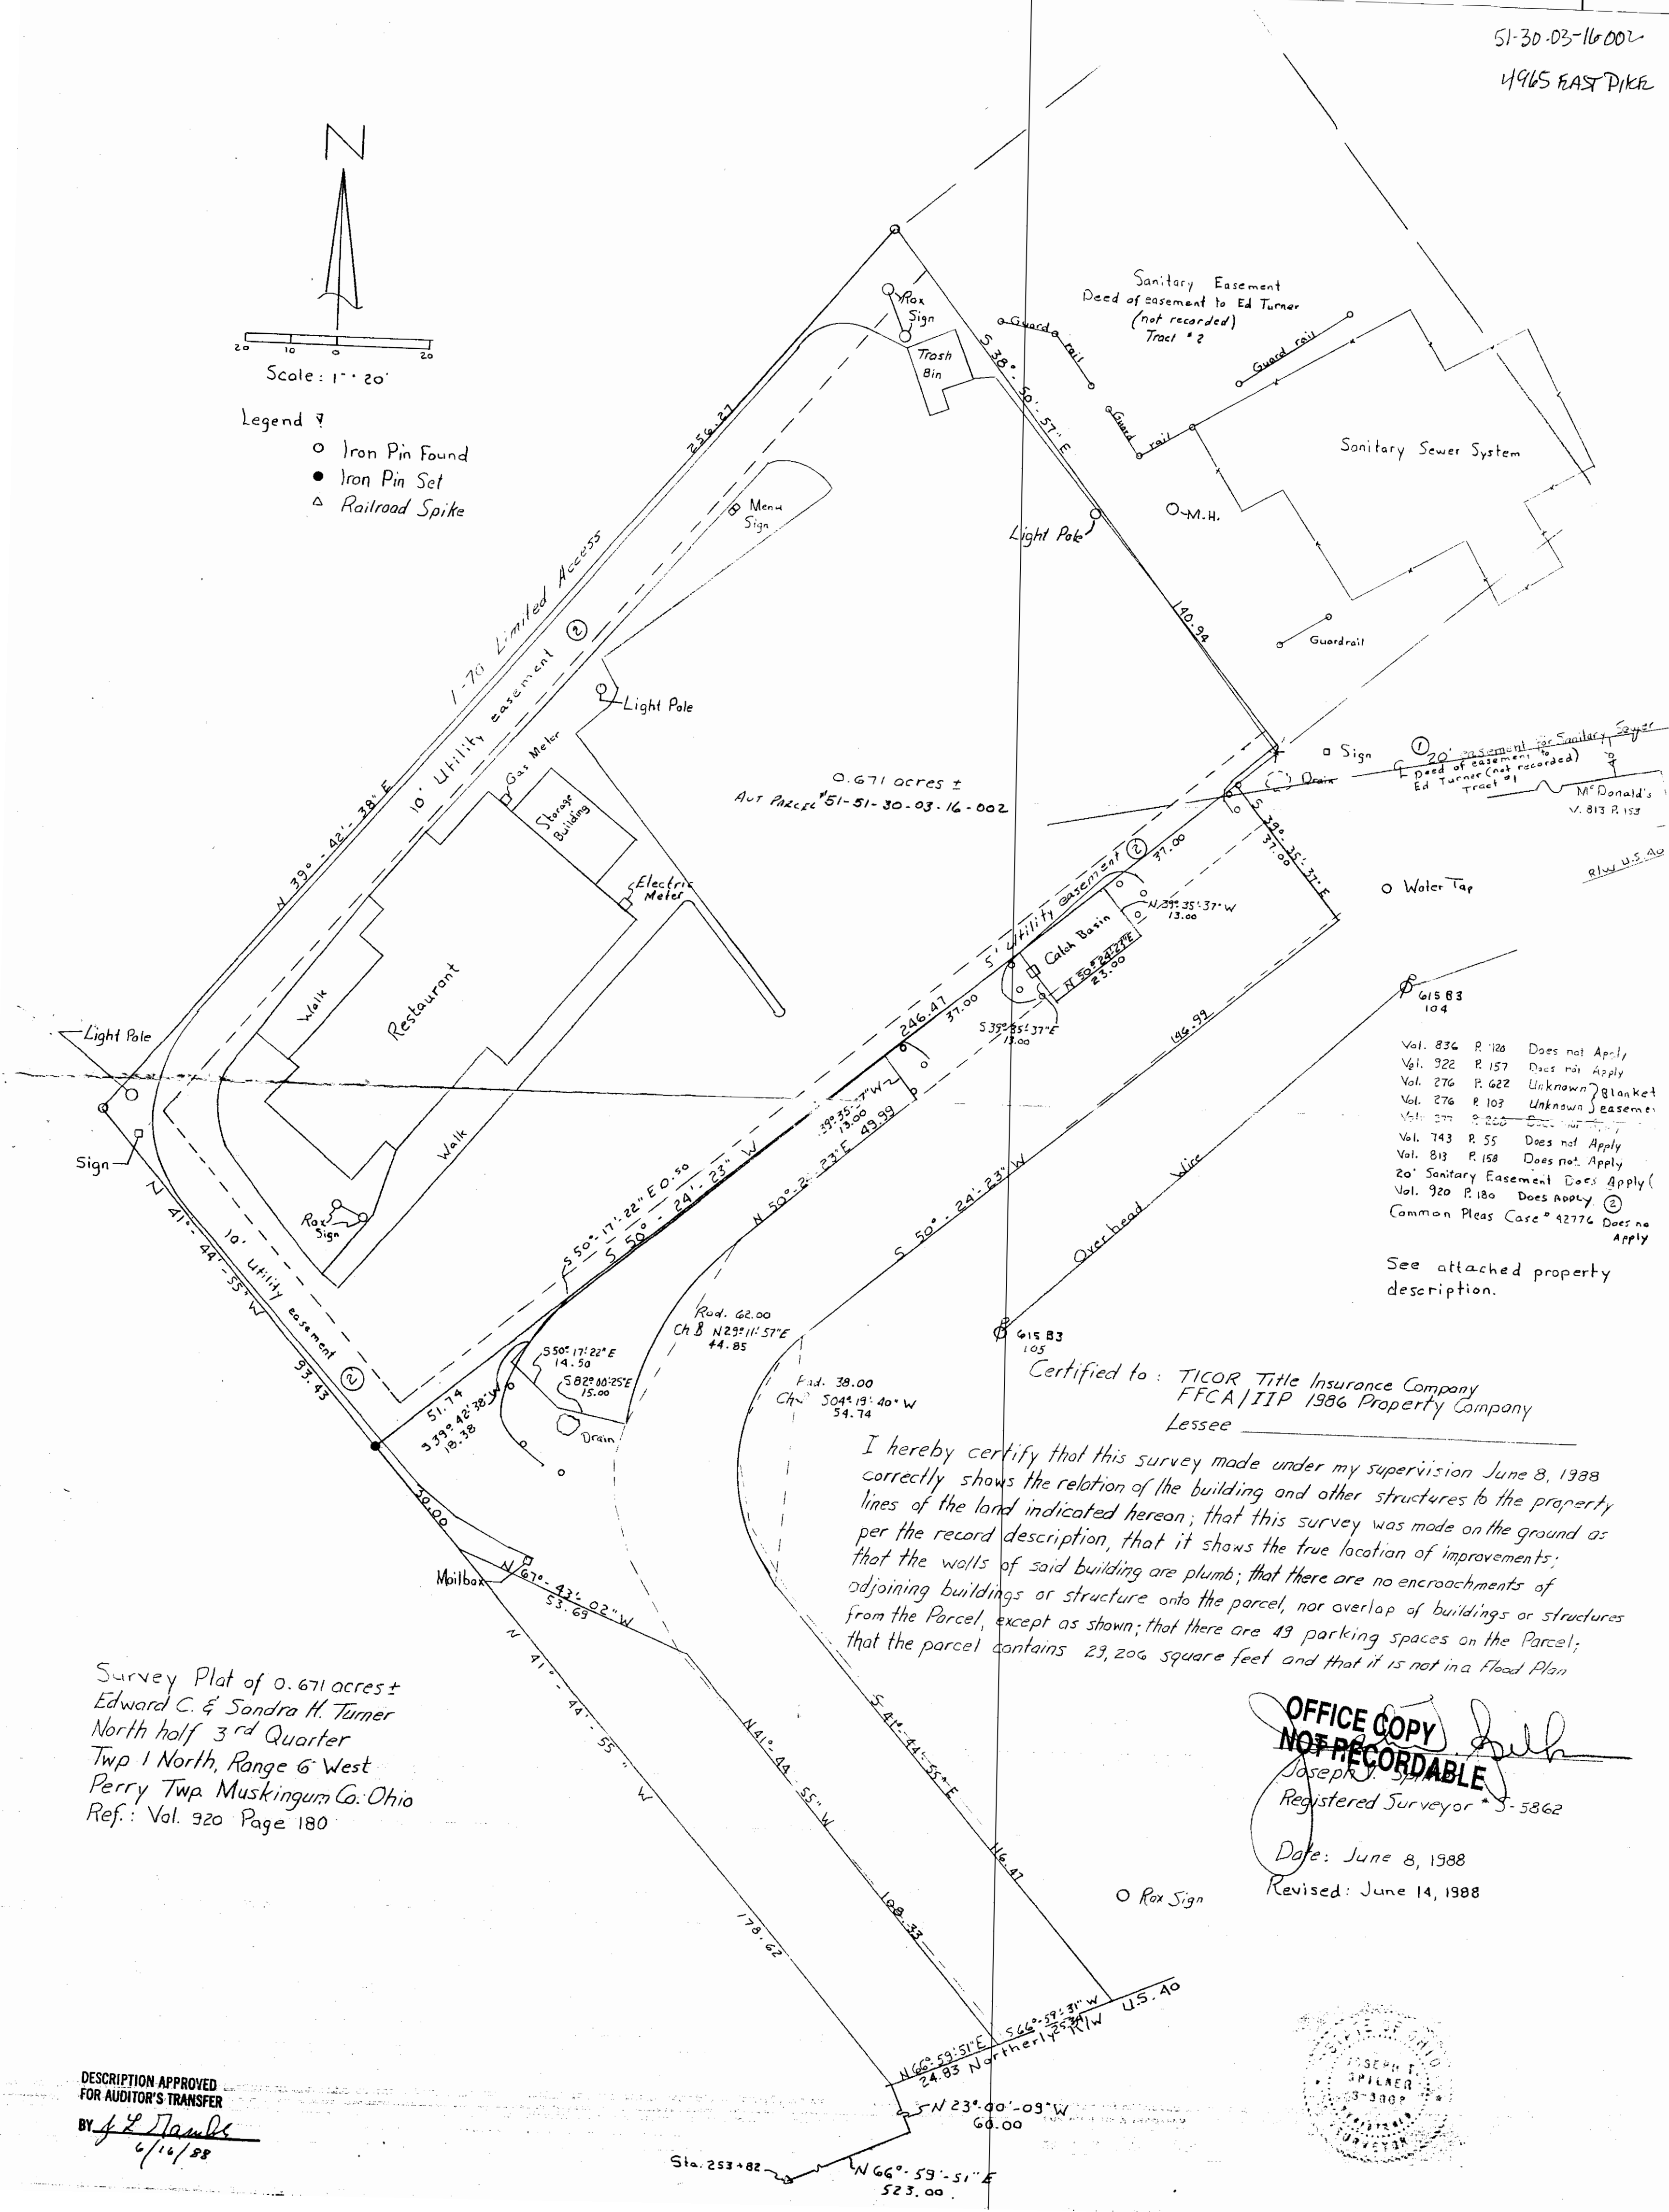 51-30-03-16002
4965 EAST PIKE
N
20 10 0 20
Scale: 1" = 20'
Legend
Iron Pin Found
Iron Pin Set
Railroad Spike
Rax
Sign
Trash
Bin
Guard rail
Sanitary Easement
Deed of easement to Ed Turner
(not recorded)
Tract #2
Guard rail
Guard rail
Sanitary Sewer System
S 38° - 50' - 57" E
256.27
Menu
Sign
Light Pole
M.H.
140.94
Guardrail
I-70 Limited Access
10' Utility easement ②
Light Pole
N 39° - 42' - 38" E
Gas Meter
Storage
Building
Electric
Meter
0.671 acres ±
AUT PARCEL #51-51-30-03-16-002
Sign
① 20' easement for Sanitary Sewer
Deed of easement to
Ed Turner (not recorded)
Tract #1
Drain
McDonald's
V. 813 P. 153
R/W U.S. 40
S 39° 35' 37" E
37.00
Water Tap
5' Utility easement ②
37.00
N 39° 35' 37" W
13.00
Catch Basin
N 50° 24' 23" E
23.00
S 39° 35' 37" E
13.00
246.47
37.00
196.99
61583
104
Walk
Restaurant
Walk
Light Pole
Sign
Rax
Sign
Vol. 836 P. 120 Does not Apply
Vol. 922 P. 157 Does not Apply
Vol. 276 P. 622 Unknown } Blanket
Vol. 276 P. 103 Unknown } easeme
Vol. 743 P. 55 Does not Apply
Vol. 813 P. 158 Does not Apply
20' Sanitary Easement Does Apply (
Vol. 920 P. 180 Does APPLY ②
Common Pleas Case # 42776 Does no
Apply
See attached property
description.
13.00
49.99
S 50° - 17' - 22" E 0.50
S 50° - 24' - 23" W
S 50° - 24' - 23" W
Overhead Wire
61583
105
N 41° - 44' - 55" W
10' Utility easement ②
93.43
51.74
S 39° 42' 38" W
18.38
S 50° 17' 22" E
14.50
S 82° 00' 25" E
15.00
Drain
Rad. 62.00
Ch B N 29° 11' 57" E
44.85
Rad. 38.00
S 04° 19' 40" W
54.74
Certified to: TICOR Title Insurance Company
FFCA/IIP 1986 Property Company
Lessee
I hereby certify that this survey made under my supervision June 8, 1988
correctly shows the relation of the building and other structures to the property
lines of the land indicated hereon; that this survey was made on the ground as
per the record description, that it shows the true location of improvements;
that the walls of said building are plumb; that there are no encroachments of
adjoining buildings or structure onto the parcel, nor overlap of buildings or structures
from the Parcel, except as shown; that there are 49 parking spaces on the Parcel;
that the parcel contains 29,206 square feet and that it is not in a Flood Plan
50.00
Mailbox
N 67° - 43' - 02" W
53.69
N 41° - 44' - 55" W
178.62
N 41° - 44' - 55" W
108.33
S 41° - 44' - 55" E
116.47
Survey Plat of 0.671 acres ±
Edward C. & Sandra H. Turner
North half 3rd Quarter
Twp 1 North, Range 6 West
Perry Twp. Muskingum Co. Ohio
Ref.: Vol. 920 Page 180
OFFICE COPY
NOT RECORDABLE
Joseph
Registered Surveyor # S-5862
Date: June 8, 1988
Revised: June 14, 1988
Rax Sign
S 66° - 59' - 31" W
U.S. 40
N 66° - 59' - 51" E
24.83 Northerly R/W
N 23° - 00' - 09" W
60.00
Sta. 253+82
N 66° - 59' - 51" E
523.00
DESCRIPTION APPROVED
FOR AUDITOR'S TRANSFER
BY
6/16/88